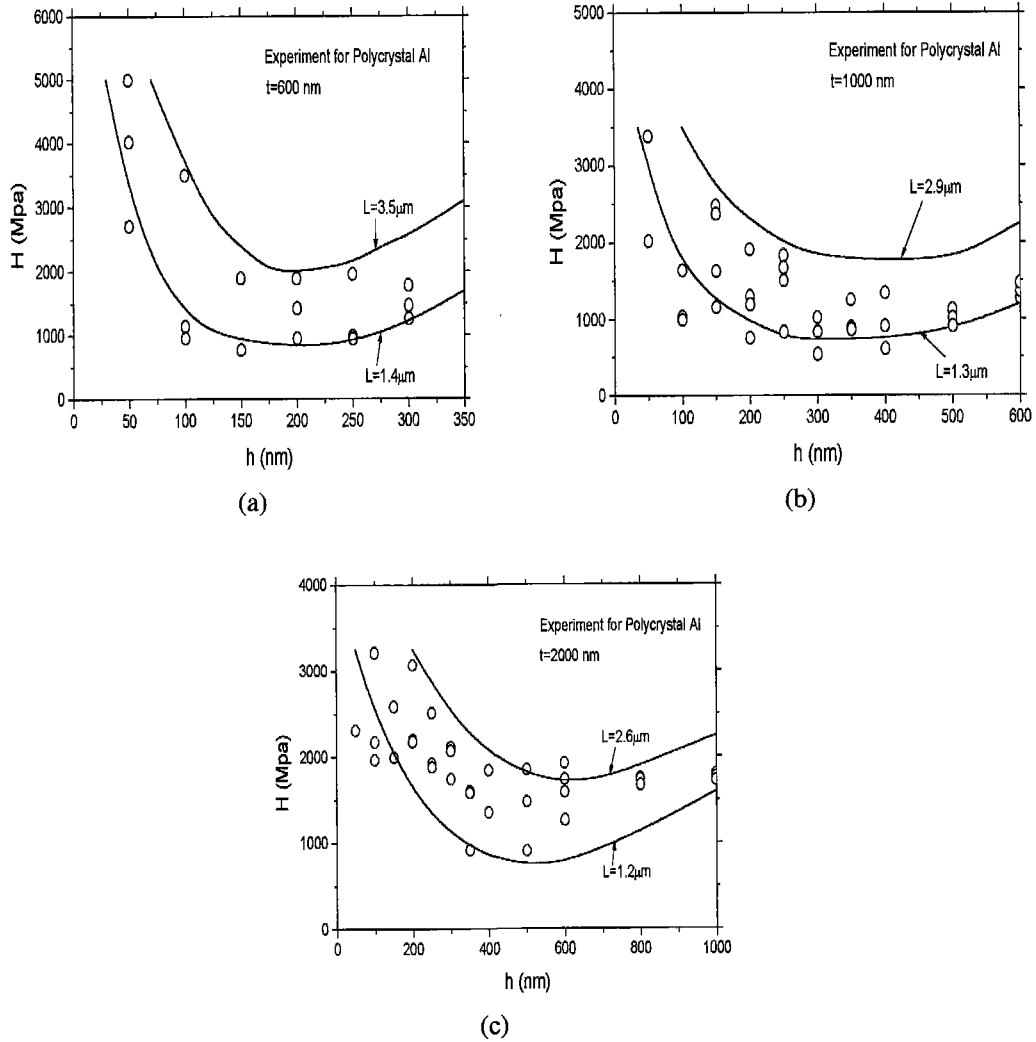 6000
5000
4000
3000
2000
1000
0
H (Mpa)
Experiment for Polycrystal Al
t=600 nm
L=3.5μm
L=1.4μm
0 50 100 150 200 250 300 350
h (nm)
(a)
5000
4000
3000
2000
1000
0
H (Mpa)
Experiment for Polycrystal Al
t=1000 nm
L=2.9μm
L=1.3μm
0 100 200 300 400 500 600
h (nm)
(b)
4000
3000
2000
1000
0
H (Mpa)
Experiment for Polycrystal Al
t=2000 nm
L=2.6μm
L=1.2μm
0 200 400 600 800 1000
h (nm)
(c)